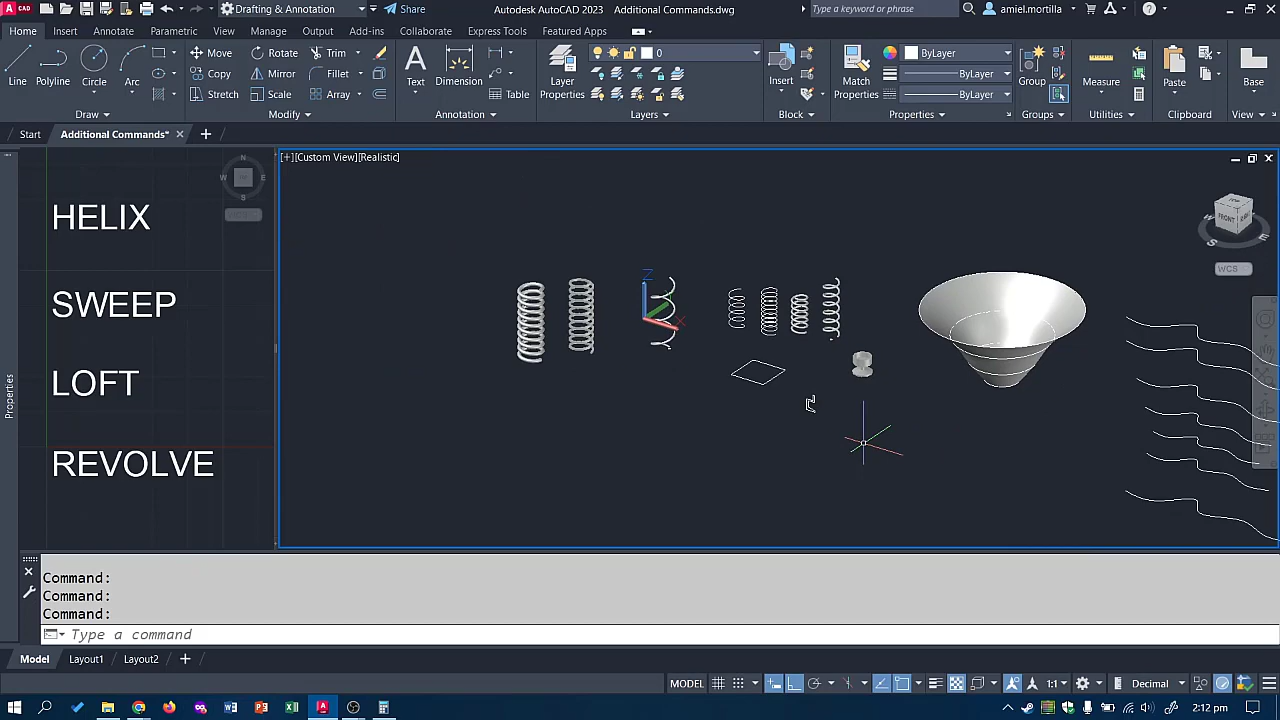 CAD
Drafting & Annotation
Share
Autodesk AutoCAD 2023 Additional Commands.dwg
Type a keyword or phrase
amiel.mortilla
Home Insert Annotate Parametric View Manage Output Add-ins Collaborate Express Tools Featured Apps
Line Polyline Circle Arc
Move Rotate Trim
Copy Mirror Fillet
Stretch Scale Array
Text Dimension Table
Layer Properties
0
Insert
Match Properties
ByLayer
ByLayer
ByLayer
Group
Measure
Paste
Base
Draw Modify Annotation Layers Block Properties Groups Utilities Clipboard View
Start Additional Commands*
[+][Custom View][Realistic]
N
W E
S
HELIX
SWEEP
LOFT
REVOLVE
Z
X
TOP
FRONT
S E
WCS
Properties
Command:
Command:
Command:
Type a command
Model Layout1 Layout2
MODEL 1:1 Decimal
2:12 pm